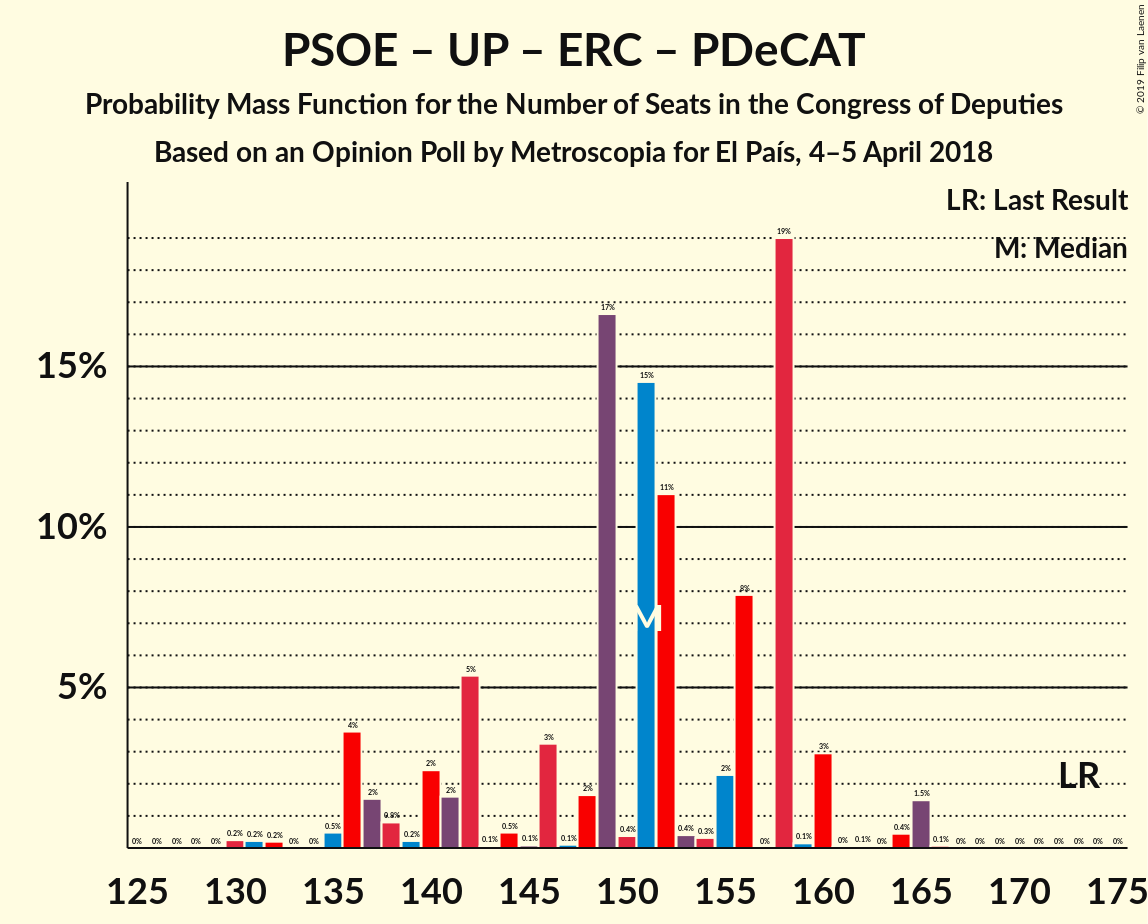 PSOE – UP – ERC – PDeCAT
Probability Mass Function for the Number of Seats in the Congress of Deputies
Based on an Opinion Poll by Metroscopia for El País, 4–5 April 2018
© 2019 Filip van Laenen
LR: Last Result
M: Median
15%
10%
5%
0% 0% 0% 0% 0% 0.2% 0.2% 0.2% 0% 0% 0.5% 4% 2% 0.8% 0.2% 2% 2% 5% 0.1% 0.5% 0.1% 3% 0.1% 2% 17% 0.4% 15% 11% 0.4% 0.3% 2% 8% 0% 19% 0.1% 3% 0% 0.1% 0% 0.4% 1.5% 0.1% 0% 0% 0% 0% 0% 0% 0% 0% 0%
M
LR
125 130 135 140 145 150 155 160 165 170 175